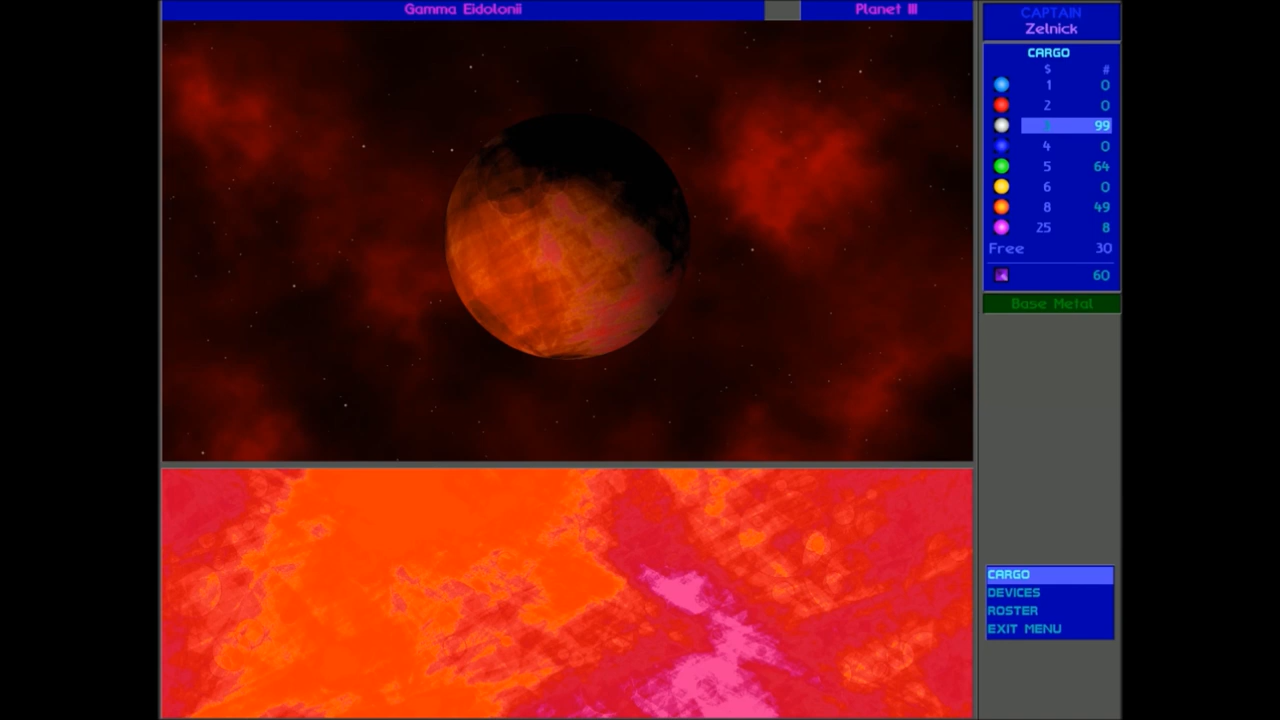 Gamma Eidolonii
Planet III
CAPTAIN
Zelnick
CARGO
$ #
1 0
2 0
3 99
4 0
5 64
6 0
8 49
25 8
Free 30
60
Base Metal
CARGO
DEVICES
ROSTER
EXIT MENU